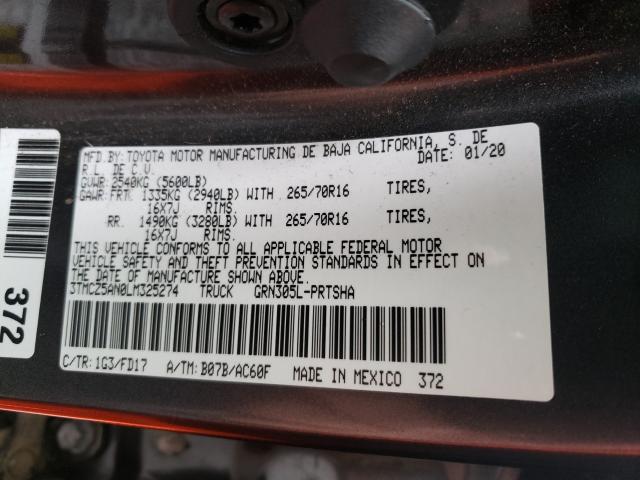 MFD. BY: TOYOTA MOTOR MANUFACTURING DE BAJA CALIFORNIA, S. DE
R.L. DE C.V. DATE: 01/20
GVWR: 2540KG (5600LB)
GAWR: FRT. 1335KG (2940LB) WITH 265/70R16 TIRES,
16X7J RIMS.
RR. 1490KG (3280LB) WITH 265/70R16 TIRES,
16X7J RIMS.
THIS VEHICLE CONFORMS TO ALL APPLICABLE FEDERAL MOTOR
VEHICLE SAFETY AND THEFT PREVENTION STANDARDS IN EFFECT ON
THE DATE OF MANUFACTURE SHOWN ABOVE.
3TMCZ5AN0LM325274 TRUCK GRN305L-PRTSHA
C/TR: 1G3/FD17 A/TM: B07B/AC60F MADE IN MEXICO 372
372